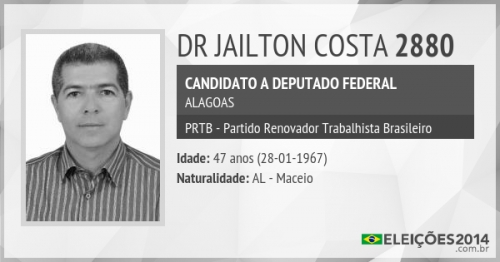 DR JAILTON COSTA 2880
CANDIDATO A DEPUTADO FEDERAL
ALAGOAS
PRTB - Partido Renovador Trabalhista Brasileiro
Idade: 47 anos (28-01-1967)
Naturalidade: AL - Maceio
ELEIÇÕES2014
.com.br